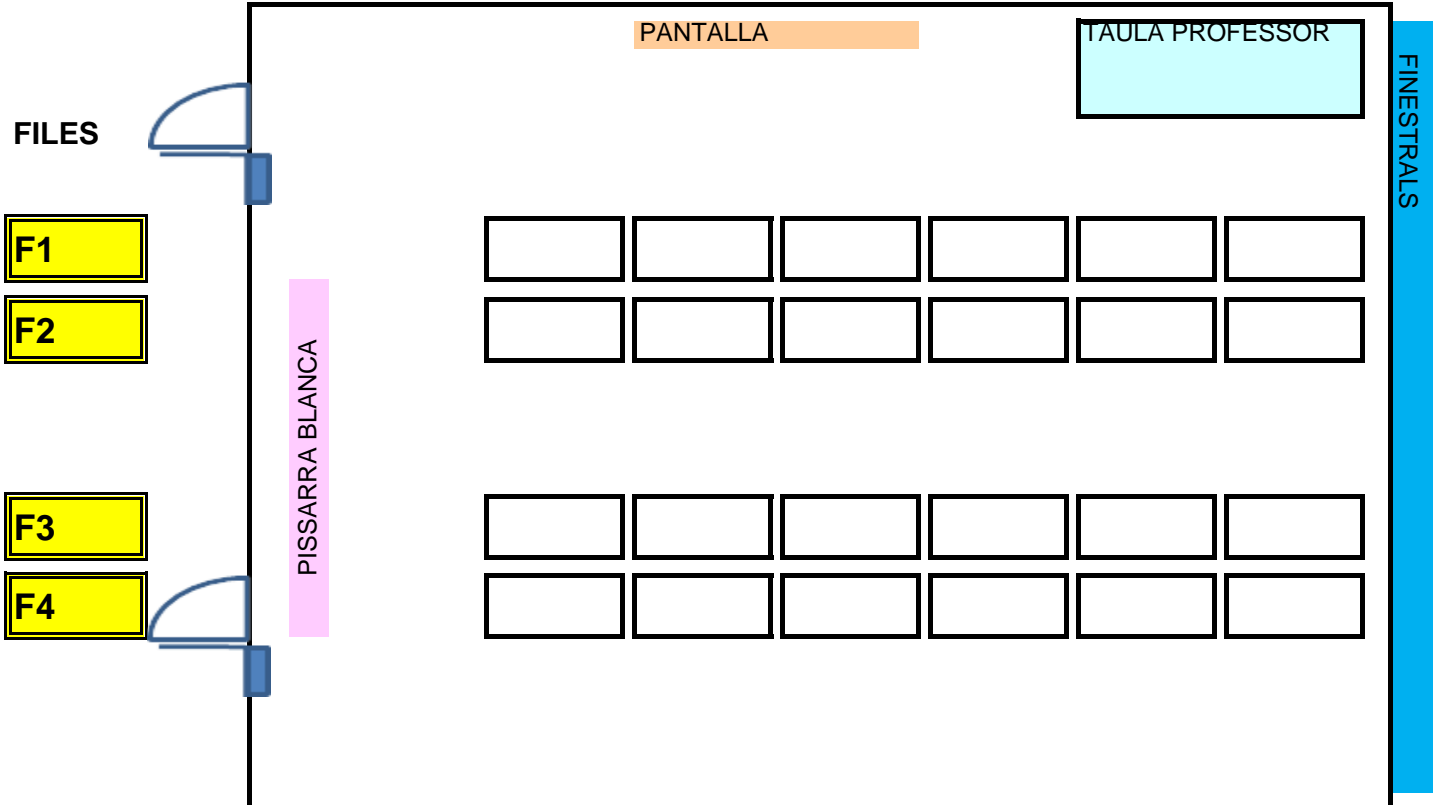 PANTALLA
TAULA PROFESSOR
FINESTRALS
FILES
F1
F2
PISSARRA BLANCA
F3
F4